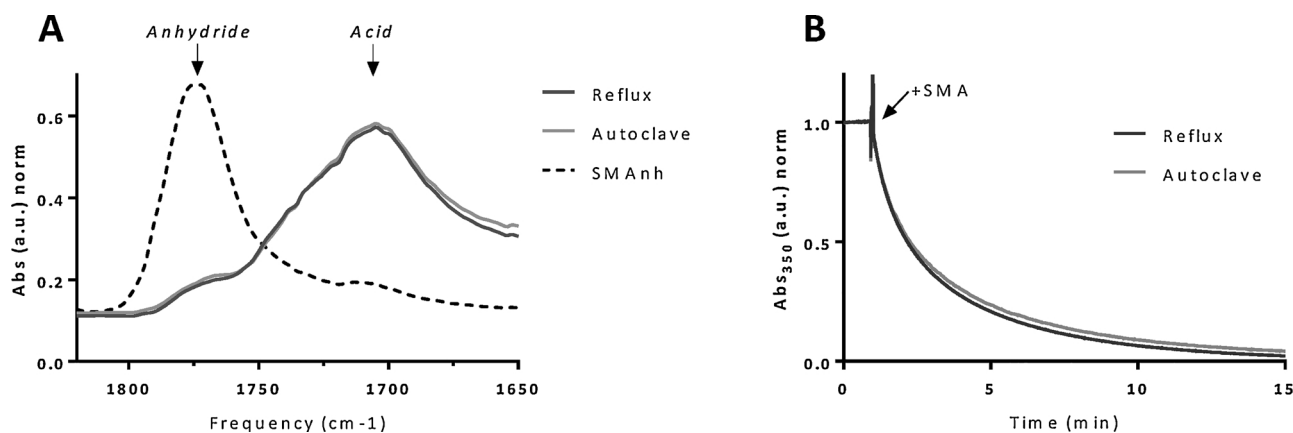 A
Anhydride
Acid
Abs (a.u.) norm
0.6
0.4
0.2
0.0
1800
1750
1700
1650
Frequency (cm-1)
Reflux
Autoclave
SMAnh
B
+SMA
Abs350 (a.u.) norm
1.0
0.5
0.0
0
5
10
15
Time (min)
Reflux
Autoclave